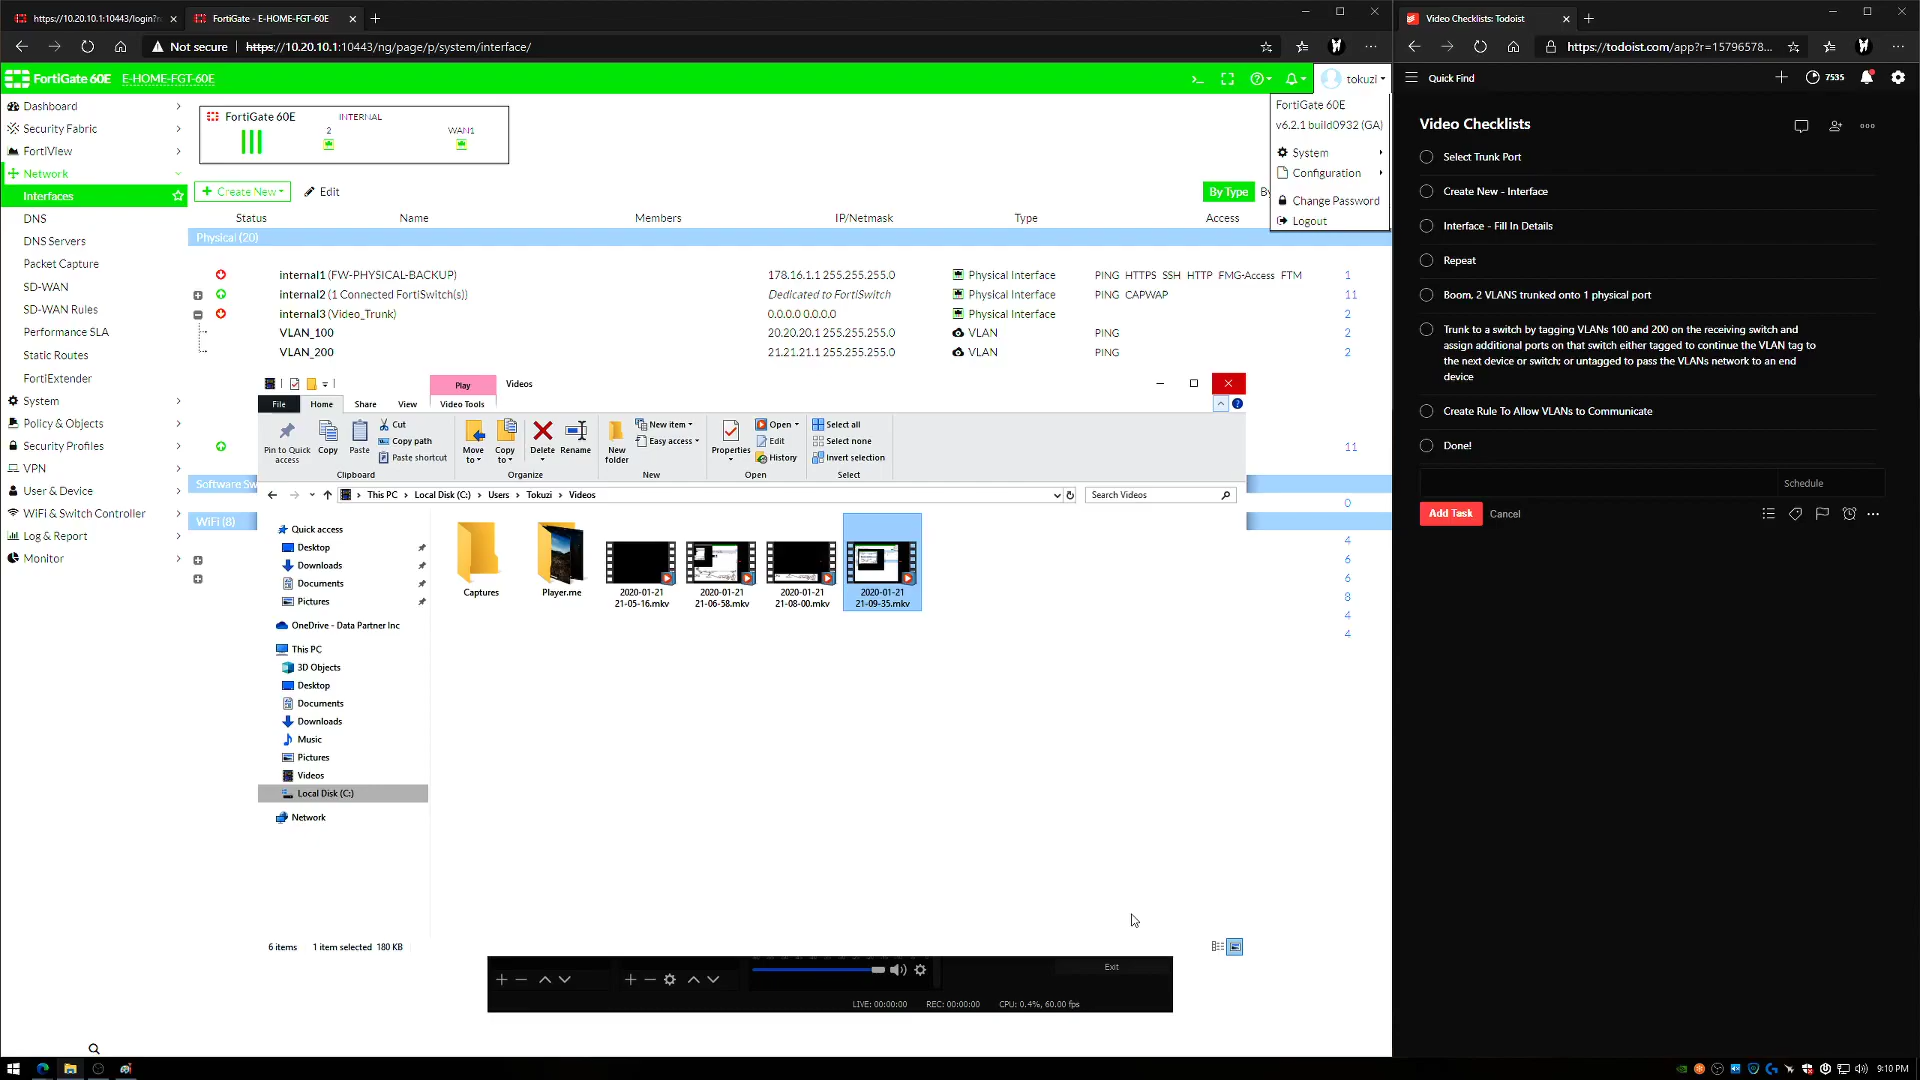 https://10.20.10.1:10443/login?r
FortiGate - E-HOME-FGT-60E
Not secure
https://10.20.10.1:10443/ng/page/p/system/interface/
FortiGate 60E
E-HOME-FGT-60E
tokuzi
FortiGate 60E
v6.2.1 build0932 (GA)
System
Configuration
Change Password
Logout
Dashboard
Security Fabric
FortiView
Network
Interfaces
DNS
DNS Servers
Packet Capture
SD-WAN
SD-WAN Rules
Performance SLA
Static Routes
FortiExtender
System
Policy & Objects
Security Profiles
VPN
User & Device
WiFi & Switch Controller
Log & Report
Monitor
FortiGate 60E
INTERNAL
2
WAN1
Create New
Edit
By Type
By
Status Name Members IP/Netmask Type Access
Physical (20)
internal1 (FW-PHYSICAL-BACKUP) 178.16.1.1 255.255.255.0 Physical Interface PING HTTPS SSH HTTP FMG-Access FTM 1
internal2 (1 Connected FortiSwitch(s)) Dedicated to FortiSwitch Physical Interface PING CAPWAP 11
internal3 (Video_Trunk) 0.0.0.0 0.0.0.0 Physical Interface 2
VLAN_100 20.20.20.1 255.255.255.0 VLAN PING 2
VLAN_200 21.21.21.1 255.255.255.0 VLAN PING 2
11
Software Sw
0
WiFi (8)
4
6
6
8
4
4
Play
Videos
File
Home
Share
View
Video Tools
Pin to Quick access
Copy
Paste
Cut
Copy path
Paste shortcut
Clipboard
Move to
Copy to
Delete
Rename
Organize
New folder
New item
Easy access
New
Properties
Open
Edit
History
Open
Select all
Select none
Invert selection
Select
This PC
Local Disk (C:)
Users
Tokuzi
Videos
Search Videos
Quick access
Desktop
Downloads
Documents
Pictures
OneDrive - Data Partner Inc
This PC
3D Objects
Desktop
Documents
Downloads
Music
Pictures
Videos
Local Disk (C:)
Network
Captures
Player.me
2020-01-21 21-05-16.mkv
2020-01-21 21-06-58.mkv
2020-01-21 21-08-00.mkv
2020-01-21 21-09-35.mkv
6 items
1 item selected 180 KB
Exit
LIVE: 00:00:00
REC: 00:00:00
CPU: 0.4%, 60.00 fps
Video Checklists: Todoist
https://todoist.com/app?r=15796578...
Quick Find
7535
Video Checklists
Select Trunk Port
Create New - Interface
Interface - Fill In Details
Repeat
Boom, 2 VLANS trunked onto 1 physical port
Trunk to a switch by tagging VLANs 100 and 200 on the receiving switch and
assign additional ports on that switch either tagged to continue the VLAN tag to
the next device or switch; or untagged to pass the VLANs network to an end
device
Create Rule To Allow VLANs to Communicate
Done!
Schedule
Add Task
Cancel
9:10 PM